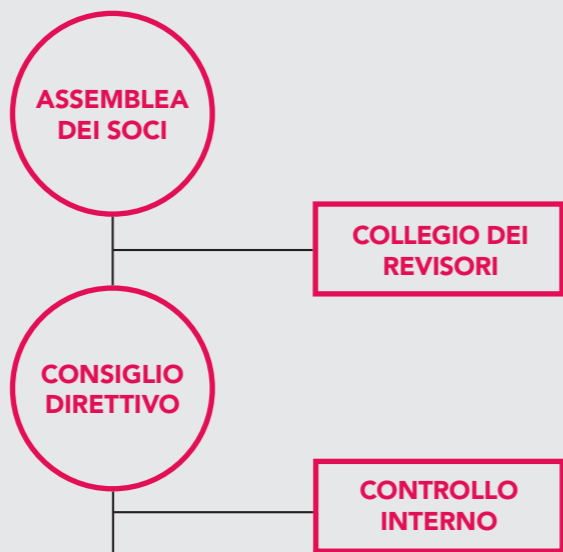 ASSEMBLEA
DEI SOCI
COLLEGIO DEI
REVISORI
CONSIGLIO
DIRETTIVO
CONTROLLO
INTERNO